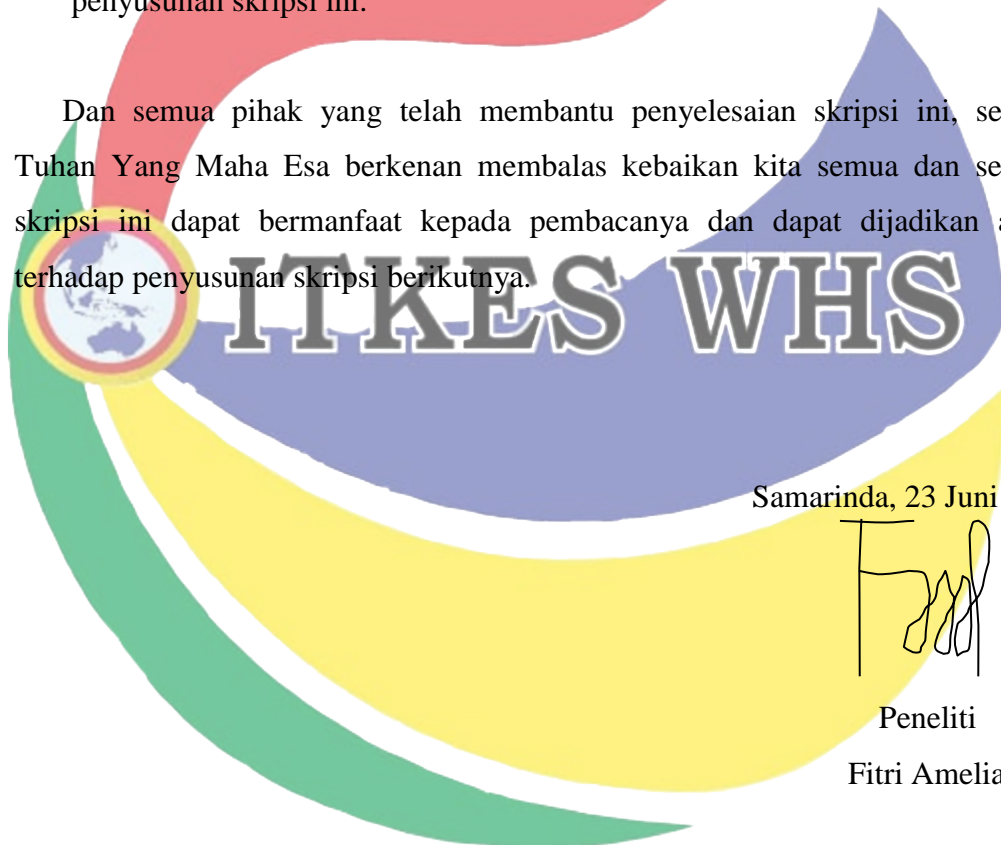 penyusunan skripsi ini.
Dan semua pihak yang telah membantu penyelesaian skripsi ini, se
Tuhan Yang Maha Esa berkenan membalas kebaikan kita semua dan se
skripsi ini dapat bermanfaat kepada pembacanya dan dapat dijadikan a
terhadap penyusunan skripsi berikutnya.
ITKES WHS
Samarinda, 23 Juni
Peneliti
Fitri Amelia